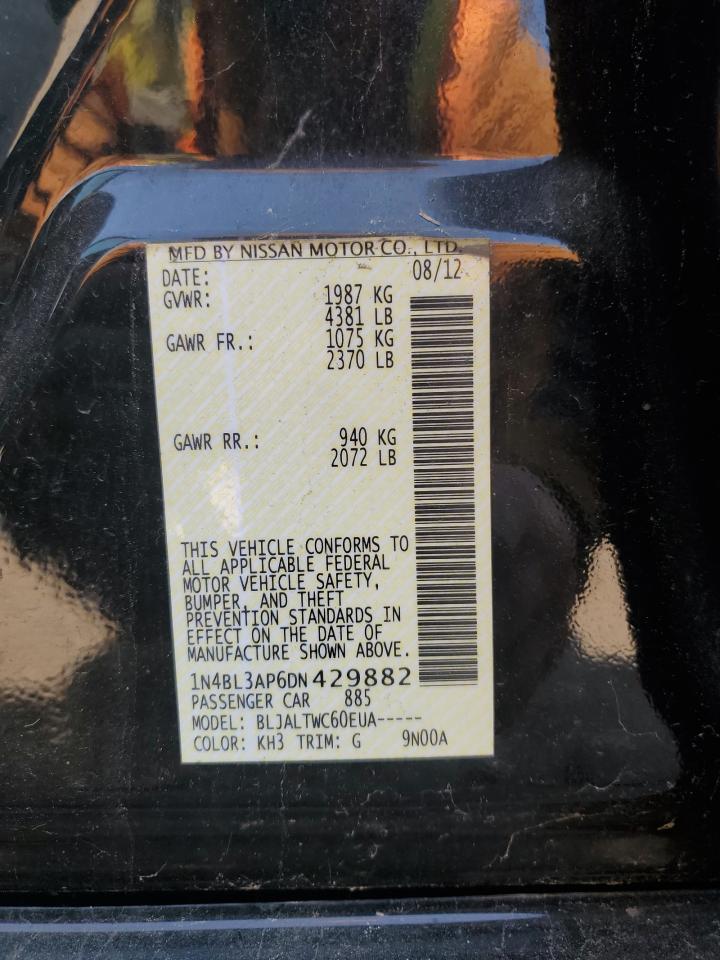 MFD BY NISSAN MOTOR CO., LTD.
DATE: 08/12
GVWR: 1987 KG
4381 LB
GAWR FR.: 1075 KG
2370 LB
GAWR RR.: 940 KG
2072 LB
THIS VEHICLE CONFORMS TO
ALL APPLICABLE FEDERAL
MOTOR VEHICLE SAFETY,
BUMPER, AND THEFT
PREVENTION STANDARDS IN
EFFECT ON THE DATE OF
MANUFACTURE SHOWN ABOVE.
1N4BL3AP6DN429882
PASSENGER CAR 885
MODEL: BLJALTWC60EUA-----
COLOR: KH3 TRIM: G 9N00A